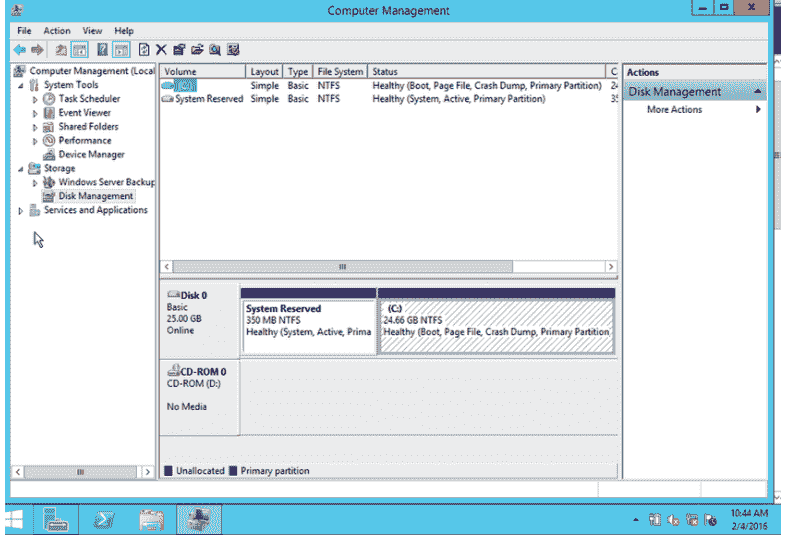 Computer Management
File Action View Help
Computer Management (Local
System Tools
Task Scheduler
Event Viewer
Shared Folders
Performance
Device Manager
Storage
Windows Server Backup
Disk Management
Services and Applications
Volume Layout Type File System Status C
(C:) Simple Basic NTFS Healthy (Boot, Page File, Crash Dump, Primary Partition) 24
System Reserved Simple Basic NTFS Healthy (System, Active, Primary Partition) 35
Actions
Disk Management
More Actions
Disk 0
Basic
25.00 GB
Online
System Reserved
350 MB NTFS
Healthy (System, Active, Prima
(C:)
24.66 GB NTFS
Healthy (Boot, Page File, Crash Dump, Primary Partition
CD-ROM 0
CD-ROM (D:)
No Media
Unallocated Primary partition
10:44 AM
2/4/2016